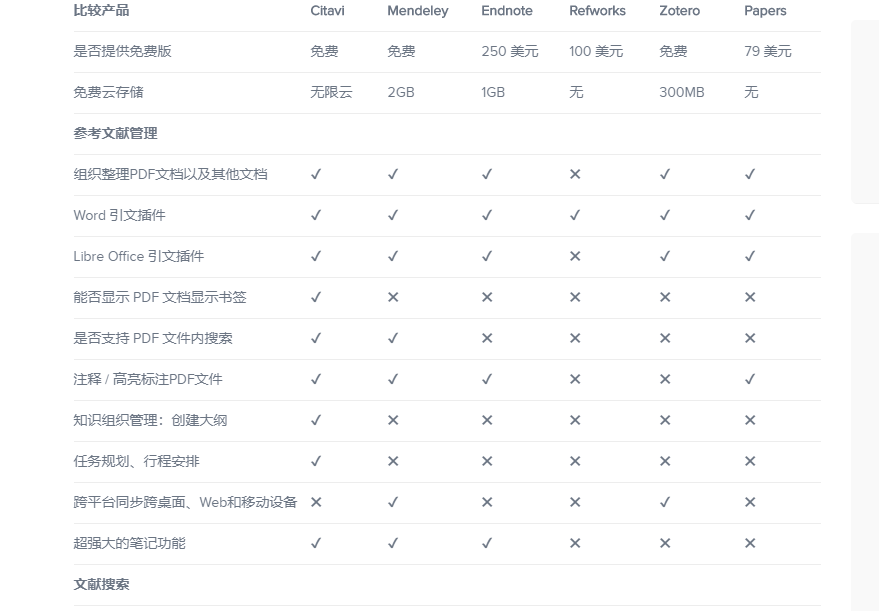 比较产品 Citavi Mendeley Endnote Refworks Zotero Papers
是否提供免费版 免费 免费 250 美元 100 美元 免费 79 美元
免费云存储 无限云 2GB 1GB 无 300MB 无
参考文献管理
组织整理PDF文档以及其他文档 ✓ ✓ ✓ ✕ ✓ ✓
Word 引文插件 ✓ ✓ ✓ ✓ ✓ ✓
Libre Office 引文插件 ✓ ✓ ✓ ✕ ✓ ✓
能否显示 PDF 文档显示书签 ✓ ✕ ✕ ✕ ✕ ✕
是否支持 PDF 文件内搜索 ✓ ✓ ✕ ✕ ✕ ✕
注释 / 高亮标注PDF文件 ✓ ✓ ✓ ✕ ✕ ✓
知识组织管理：创建大纲 ✓ ✕ ✕ ✕ ✕ ✕
任务规划、行程安排 ✓ ✕ ✕ ✕ ✕ ✕
跨平台同步跨桌面、Web和移动设备 ✕ ✓ ✕ ✕ ✓ ✕
超强大的笔记功能 ✓ ✓ ✓ ✕ ✕ ✕
文献搜索